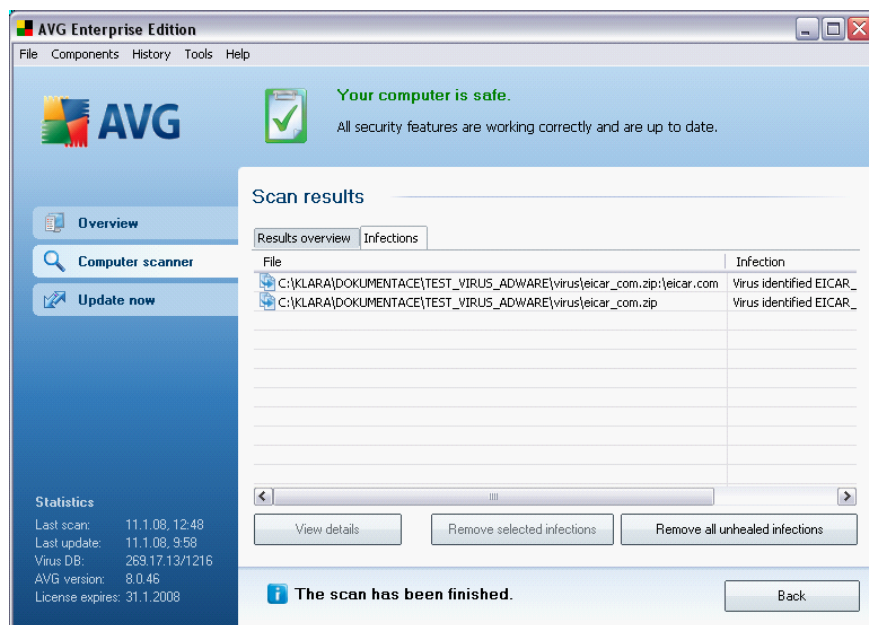 AVG Enterprise Edition
File Components History Tools Help
AVG
Your computer is safe.
All security features are working correctly and are up to date.
Overview
Computer scanner
Update now
Scan results
Results overview Infections
File Infection
C:\KLARA\DOKUMENTACE\TEST_VIRUS_ADWARE\virus\eicar_com.zip:\eicar.com Virus identified EICAR_
C:\KLARA\DOKUMENTACE\TEST_VIRUS_ADWARE\virus\eicar_com.zip Virus identified EICAR_
View details Remove selected infections Remove all unhealed infections
Statistics
Last scan: 11.1.08, 12:48
Last update: 11.1.08, 9:58
Virus DB: 269.17.13/1216
AVG version: 8.0.46
License expires: 31.1.2008
The scan has been finished.
Back